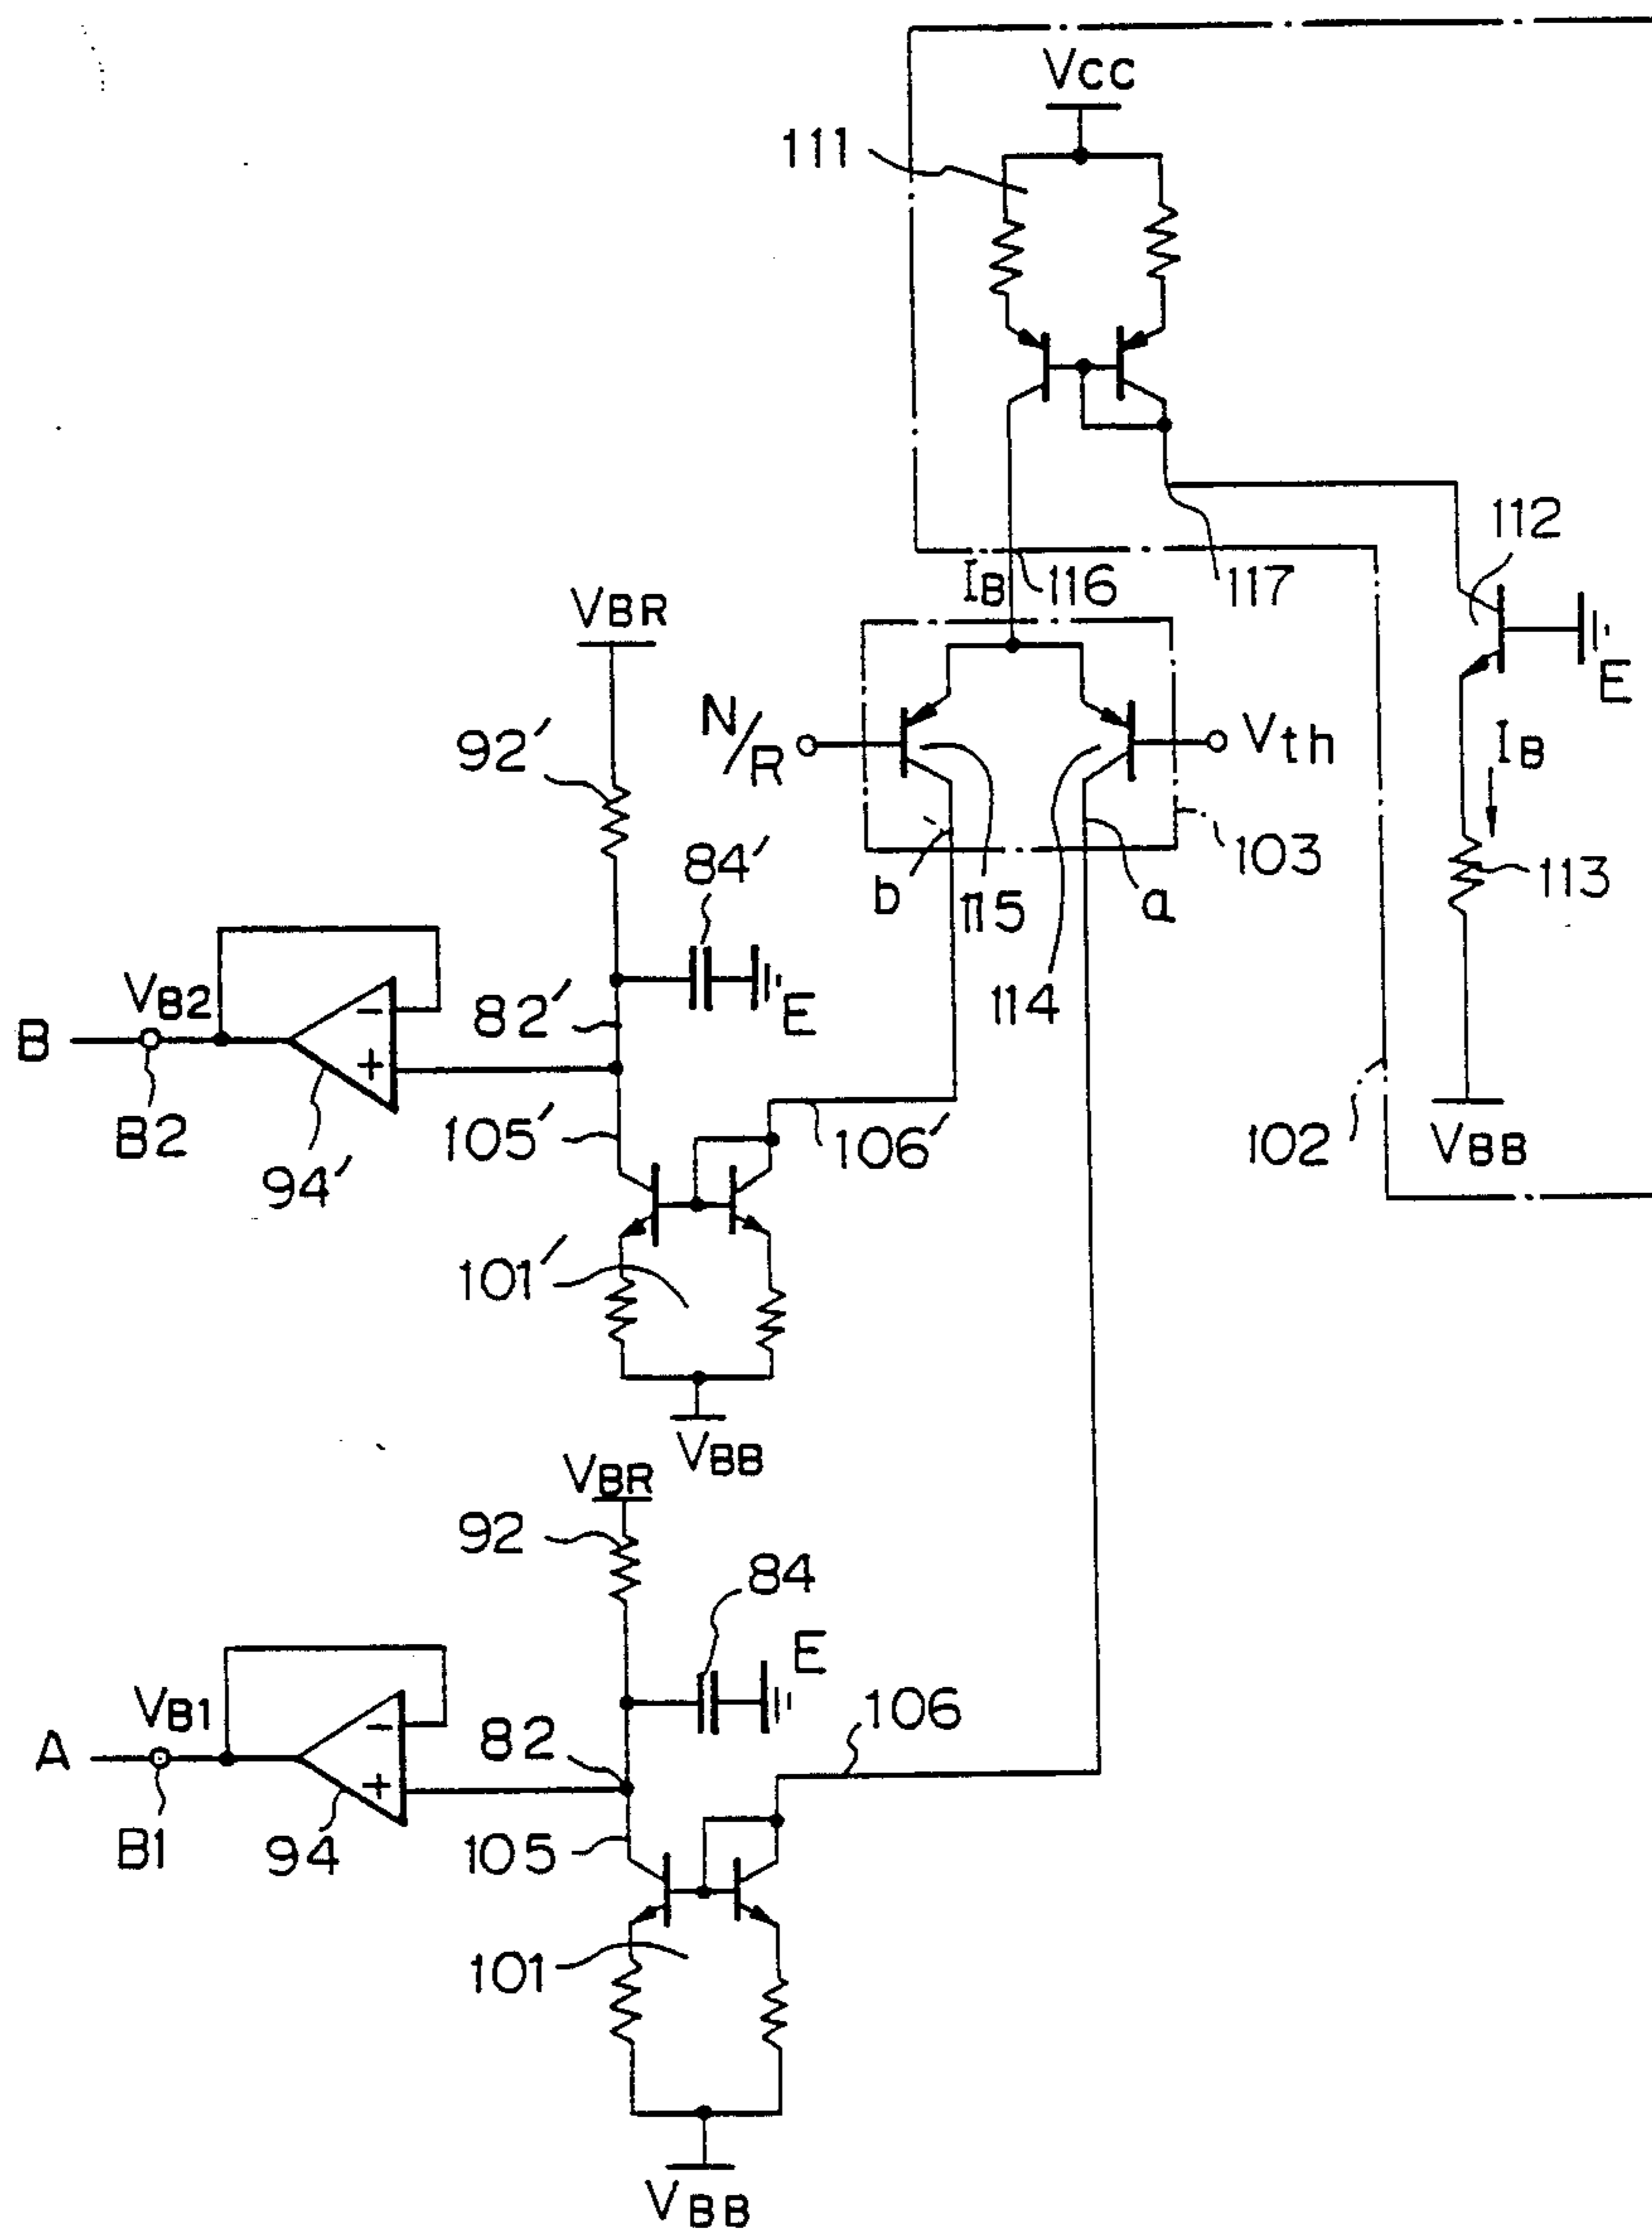 Vcc
111
112
IB
116
117
VBR
E
N/R
Vth
IB
92'
84'
103
113
b
115
a
VB2
82'
E
114
B
B2
105'
106'
102
VBB
94'
101'
VBB
VBR
92
84
E
VB1
82
106
A
B1
94
105
101
VBB